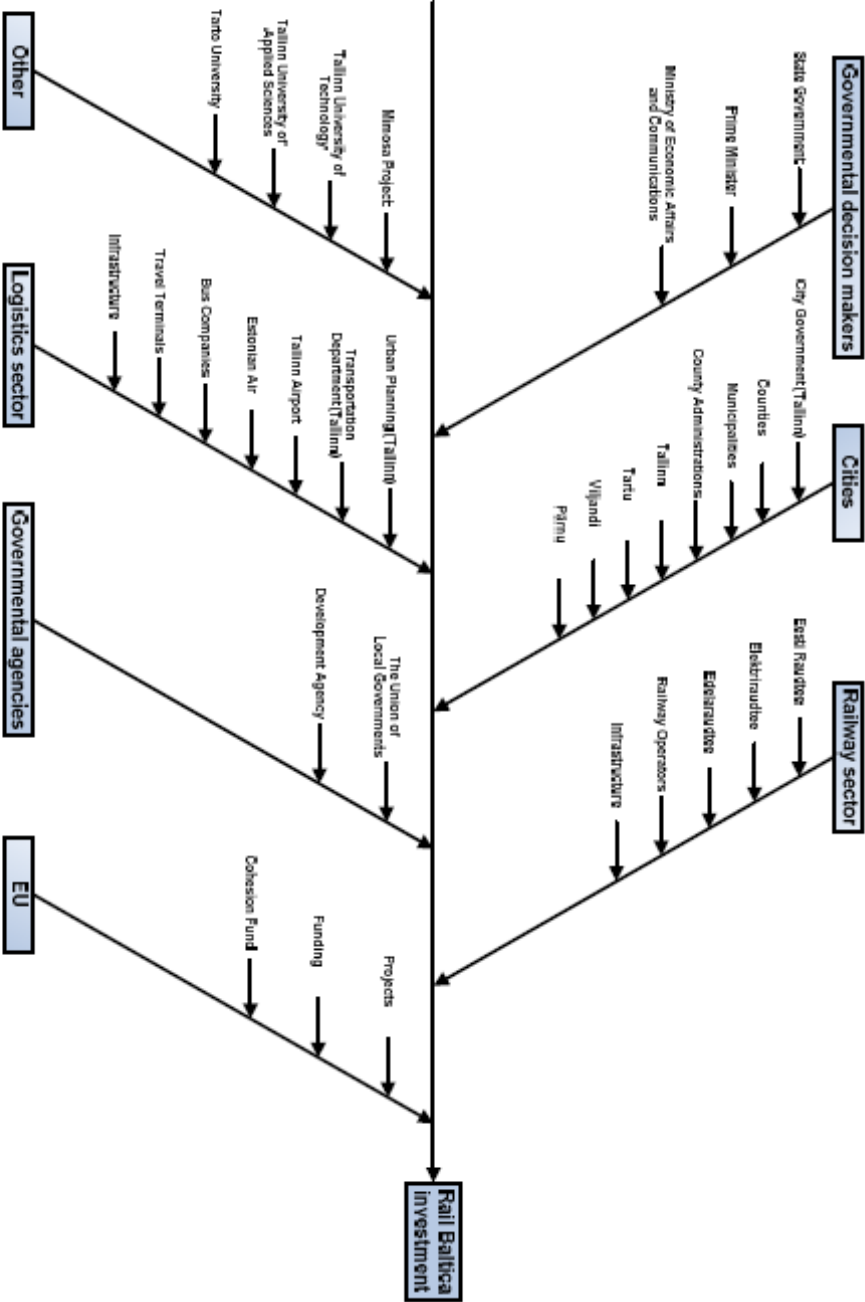 Governmental decision makers
State Government
Prime Minister
Ministry of Economic Affairs
and Communications
Cities
City Government(Tallinn)
Counties
Municipalities
County Administrations
Tallinn
Tartu
Viljandi
Pärnu
Railway sector
Eesti Raudtee
Elektriraudtee
Edelaraudtee
Railway Operators
Infrastructure
Rail Baltica
investment
Other
Mimosa Project
Tallinn University of
Technology"
Tallinn University of
Applied Sciences
Tarto University
Logistics sector
Urban Planning(Tallinn)
Transportation
Department(Tallinn)
Tallinn Airport
Estonian Air
Bus Companies
Travel Terminals
Infrastructure
Governmental agencies
The Union of
Local Governments
Development Agency
EU
Projects
Funding
Cohesion Fund